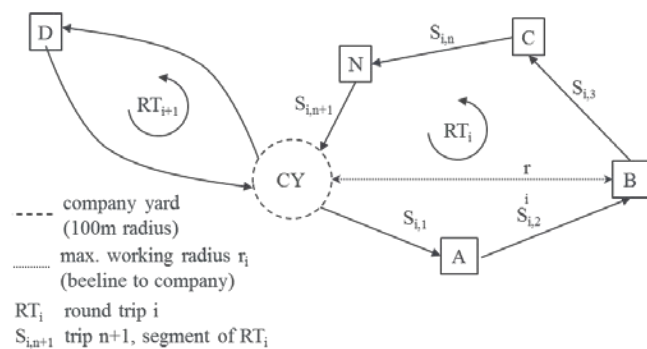 D
C
S_{i,n}
N
S_{i,3}
RT_{i+1}
S_{i,n+1}
RT_i
CY
r
B
i
S_{i,1}
S_{i,2}
A
company yard
(100m radius)
max. working radius r_i
(beeline to company)
RT_i round trip i
S_{i,n+1} trip n+1, segment of RT_i